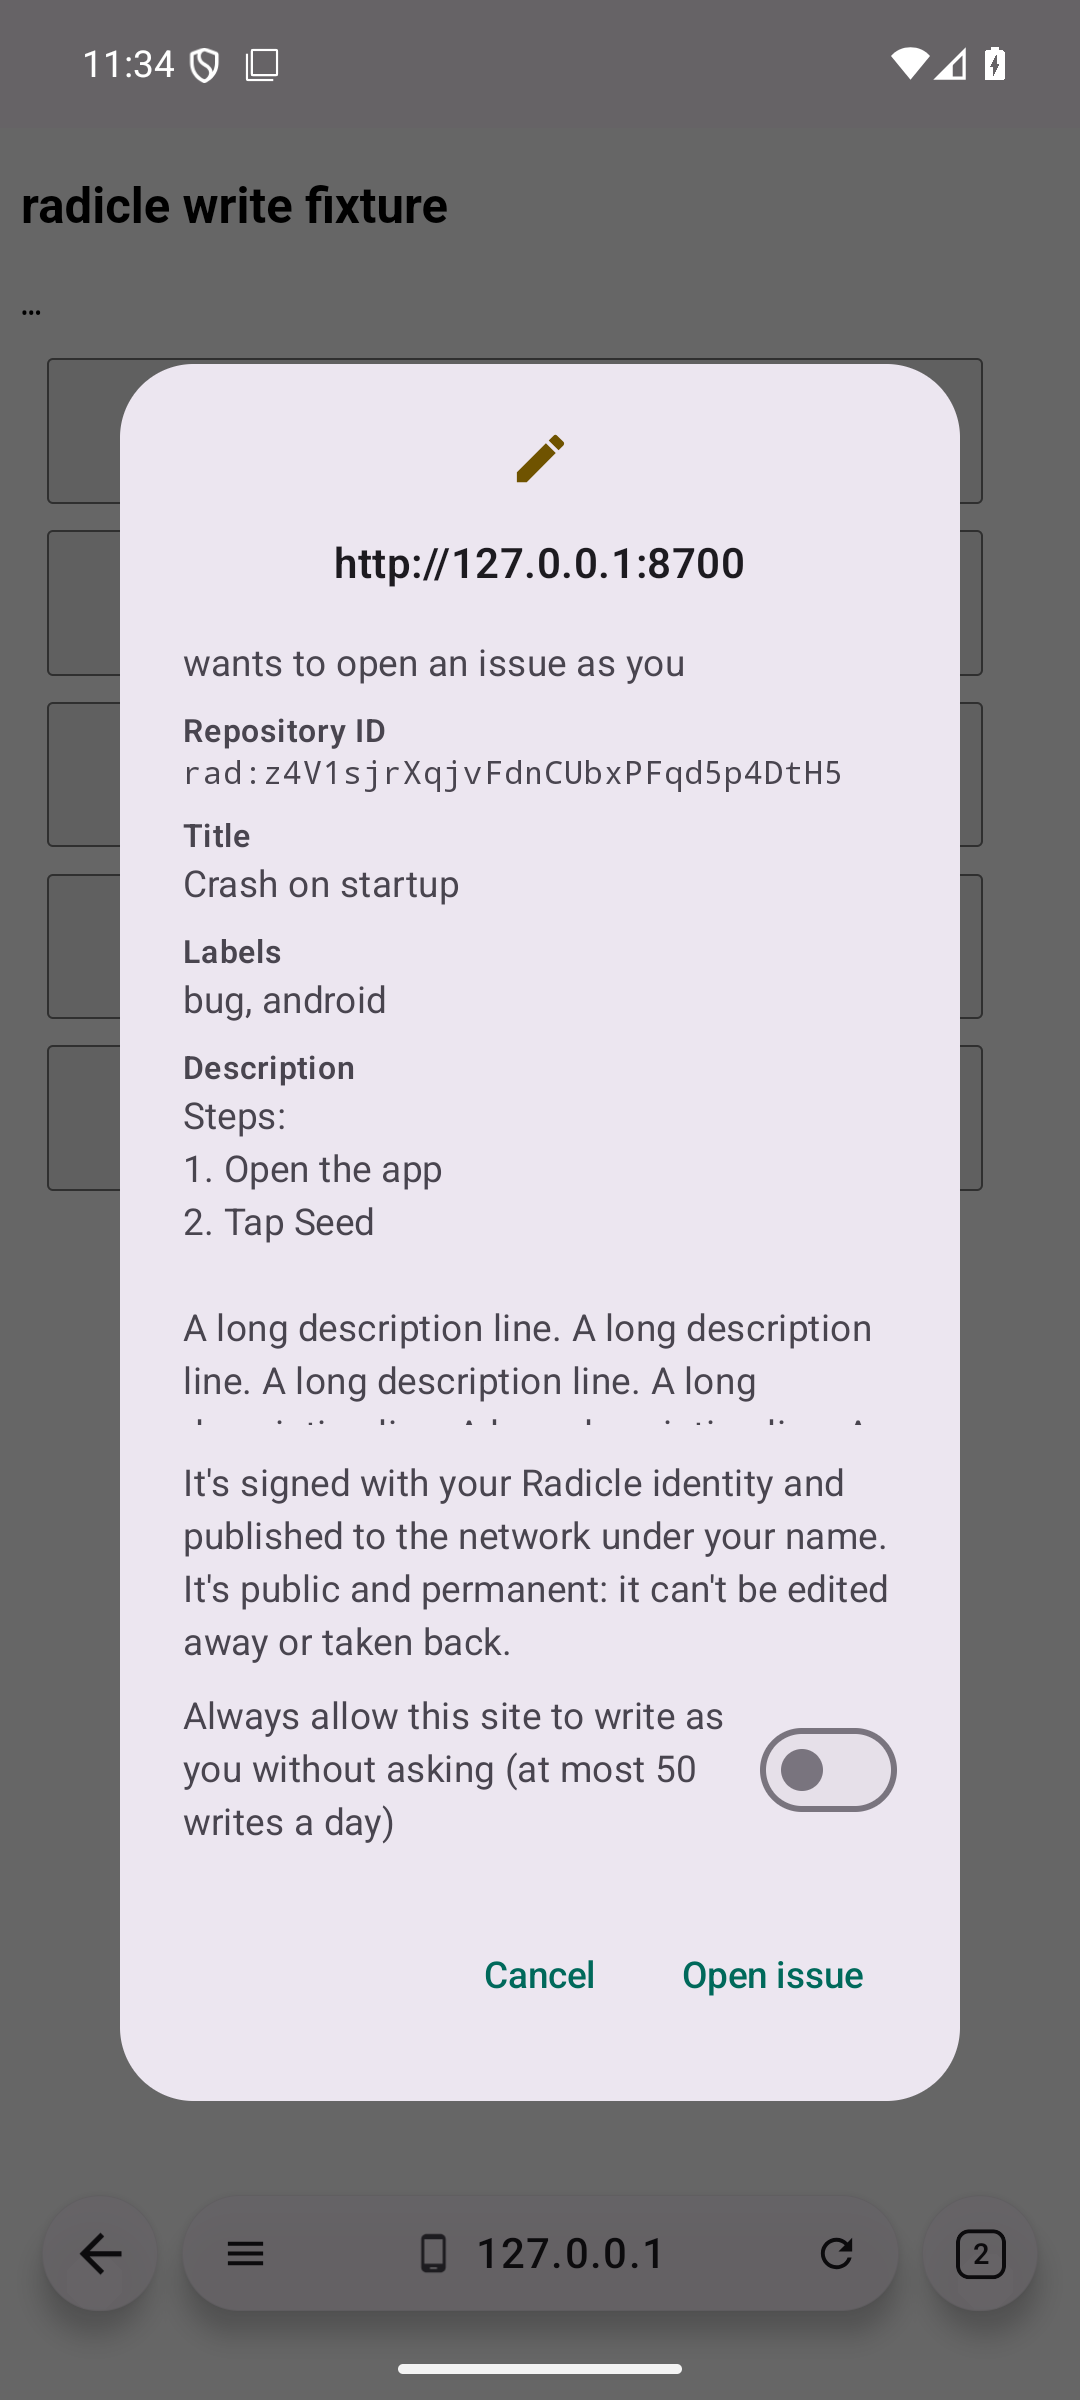 11:34
radicle write fixture
...
http://127.0.0.1:8700
wants to open an issue as you
Repository ID
rad:z4V1sjrXqjvFdnCUbxPFqd5p4DtH5
Title
Crash on startup
Labels
bug, android
Description
Steps:
1. Open the app
2. Tap Seed
A long description line. A long description
line. A long description line. A long
It's signed with your Radicle identity and
published to the network under your name.
It's public and permanent: it can't be edited
away or taken back.
Always allow this site to write as
you without asking (at most 50
writes a day)
Cancel
Open issue
127.0.0.1
2